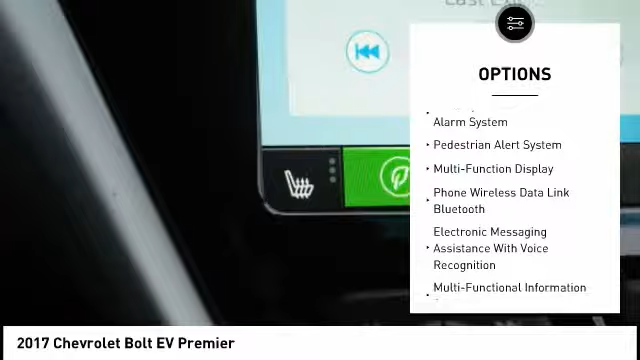 OPTIONS
Alarm System
Pedestrian Alert System
Multi-Function Display
Phone Wireless Data Link
Bluetooth
Electronic Messaging
Assistance With Voice
Recognition
Multi-Functional Information
2017 Chevrolet Bolt EV Premier